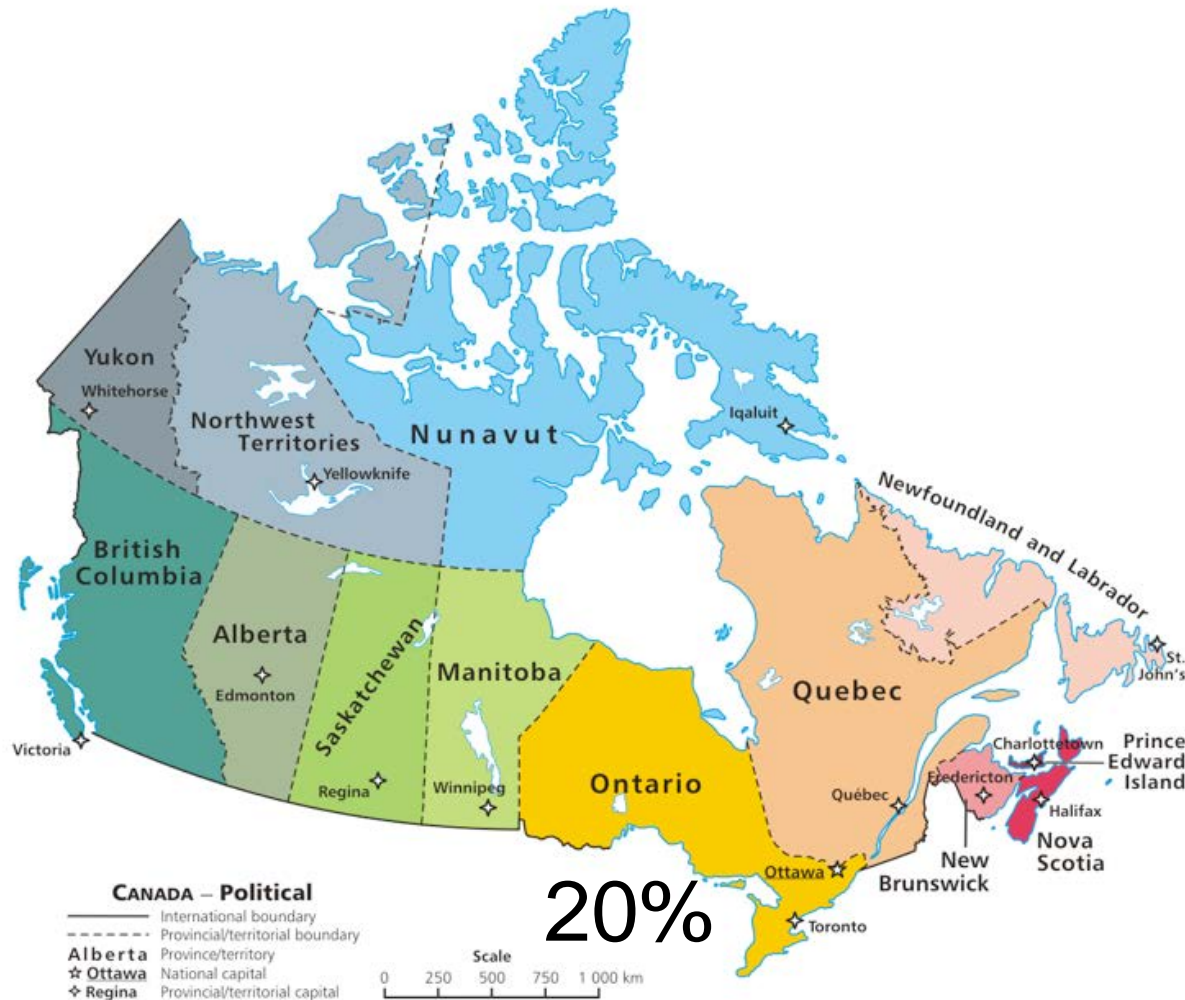 Yukon
Whitehorse
Northwest
Territories
Yellowknife
Nunavut
Iqaluit
Newfoundland and Labrador
British
Columbia
Alberta
Edmonton
Saskatchewan
Manitoba
Quebec
St.
John's
Victoria
Regina
Winnipeg
Ontario
Québec
Charlottetown
Prince
Edward
Island
Fredericton
Halifax
Nova
Scotia
New
Brunswick
Ottawa
Toronto
20%
CANADA – Political
International boundary
Provincial/territorial boundary
Alberta Province/territory
Ottawa National capital
Regina Provincial/territorial capital
Scale
0 250 500 750 1 000 km